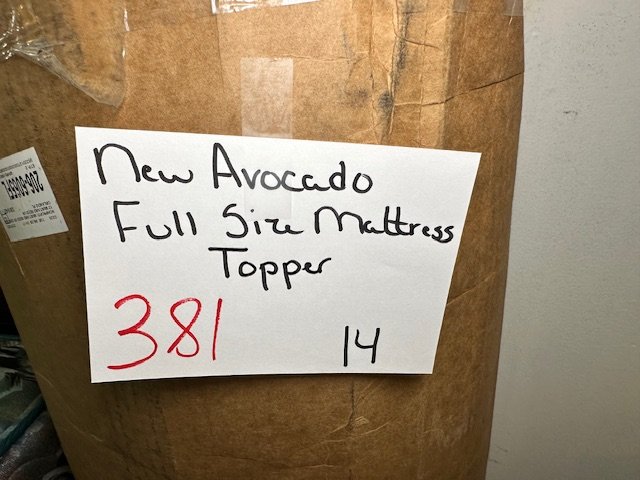 New Avocado
Full Size Mattress
Topper
381
14